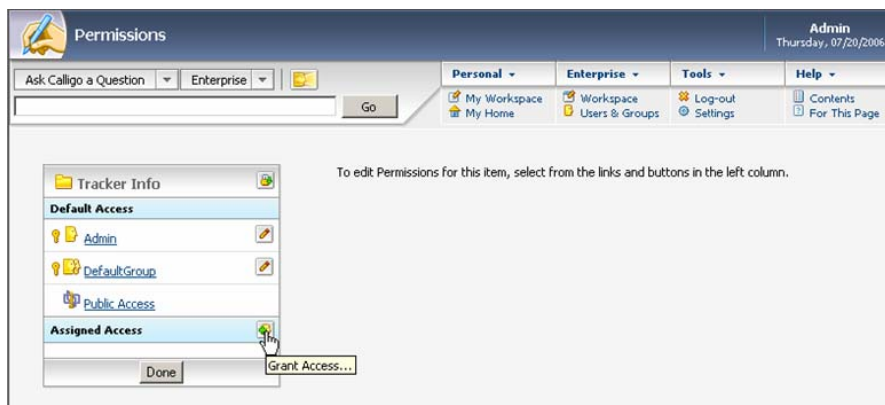 Permissions
Admin
Thursday, 07/20/2006
Ask Calligo a Question Enterprise
Go
Personal Enterprise Tools Help
My Workspace Workspace Log-out Contents
My Home Users & Groups Settings For This Page
To edit Permissions for this item, select from the links and buttons in the left column.
Tracker Info
Default Access
Admin
DefaultGroup
Public Access
Assigned Access
Grant Access...
Done